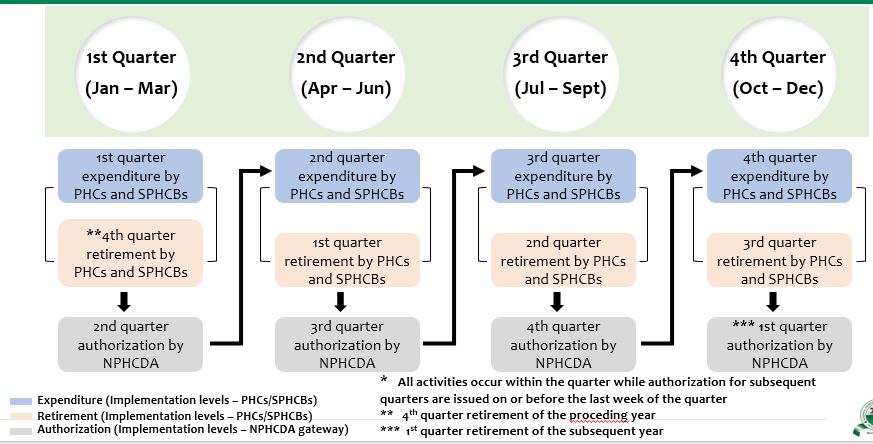 1st Quarter
(Jan – Mar)
2nd Quarter
(Apr – Jun)
3rd Quarter
(Jul – Sept)
4th Quarter
(Oct – Dec)
1st quarter
expenditure by
PHCs and SPHCBs
2nd quarter
expenditure by
PHCs and SPHCBs
3rd quarter
expenditure by
PHCs and SPHCBs
4th quarter
expenditure by
PHCs and SPHCBs
**4th quarter
retirement by
PHCs and SPHCBs
1st quarter
retirement by PHCs
and SPHCBs
2nd quarter
retirement by PHCs
and SPHCBs
3rd quarter
retirement by PHCs
and SPHCBs
2nd quarter
authorization by
NPHCDA
3rd quarter
authorization by
NPHCDA
4th quarter
authorization by
NPHCDA
*** 1st quarter
authorization by
NPHCDA
Expenditure (Implementation levels – PHCs/SPHCBs)
Retirement (Implementation levels – PHCs/SPHCBs)
Authorization (Implementation levels – NPHCDA gateway)
* All activities occur within the quarter while authorization for subsequent
quarters are issued on or before the last week of the quarter
** 4th quarter retirement of the proceding year
*** 1st quarter retirement of the subsequent year